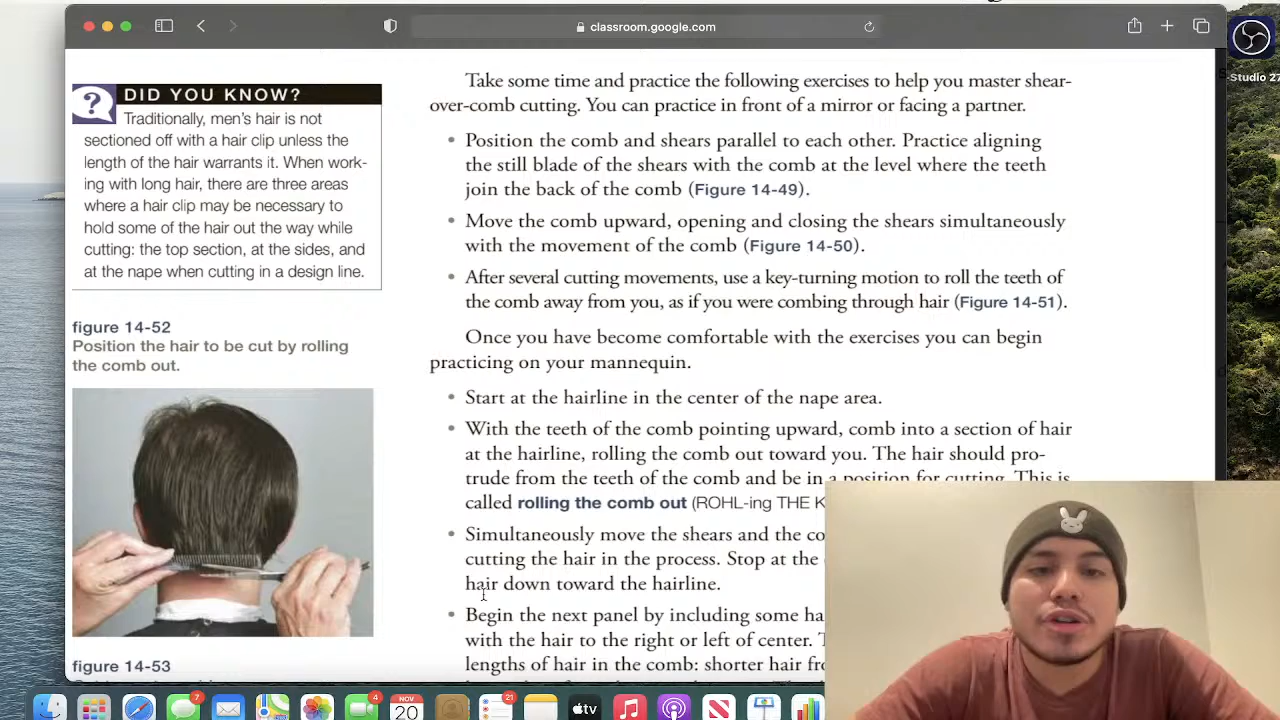 classroom.google.com
Studio 27
DID YOU KNOW?
Traditionally, men's hair is not
sectioned off with a hair clip unless the
length of the hair warrants it. When work-
ing with long hair, there are three areas
where a hair clip may be necessary to
hold some of the hair out the way while
cutting: the top section, at the sides, and
at the nape when cutting in a design line.
figure 14-52
Position the hair to be cut by rolling
the comb out.
figure 14-53
Take some time and practice the following exercises to help you master shear-
over-comb cutting. You can practice in front of a mirror or facing a partner.
• Position the comb and shears parallel to each other. Practice aligning
the still blade of the shears with the comb at the level where the teeth
join the back of the comb (Figure 14-49).
• Move the comb upward, opening and closing the shears simultaneously
with the movement of the comb (Figure 14-50).
• After several cutting movements, use a key-turning motion to roll the teeth of
the comb away from you, as if you were combing through hair (Figure 14-51).
Once you have become comfortable with the exercises you can begin
practicing on your mannequin.
• Start at the hairline in the center of the nape area.
• With the teeth of the comb pointing upward, comb into a section of hair
at the hairline, rolling the comb out toward you. The hair should pro-
trude from the teeth of the comb and be in a position for cutting. This is
called rolling the comb out (ROHL-ing THE K
• Simultaneously move the shears and the co
cutting the hair in the process. Stop at the
hair down toward the hairline.
• Begin the next panel by including some ha
with the hair to the right or left of center. T
lengths of hair in the comb: shorter hair fro
7
4
NOV
20
21
tv